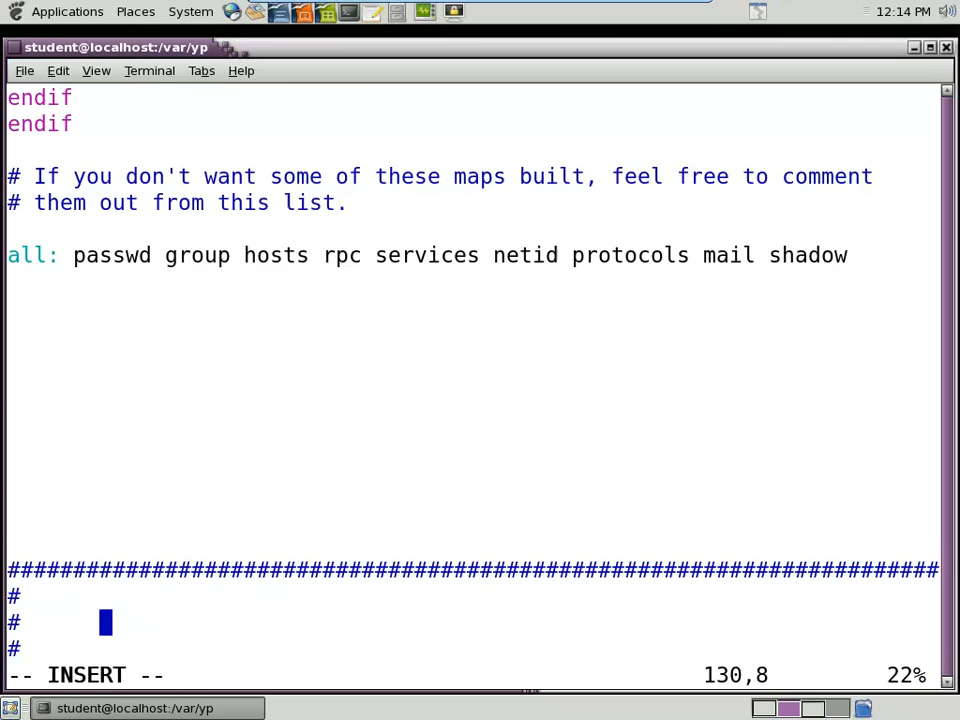 Applications Places System 12:14 PM
student@localhost:/var/yp
File Edit View Terminal Tabs Help
endif
endif
# If you don't want some of these maps built, feel free to comment
# them out from this list.
all: passwd group hosts rpc services netid protocols mail shadow
#######################################################################
#
#
#
-- INSERT -- 130,8 22%
student@localhost:/var/yp